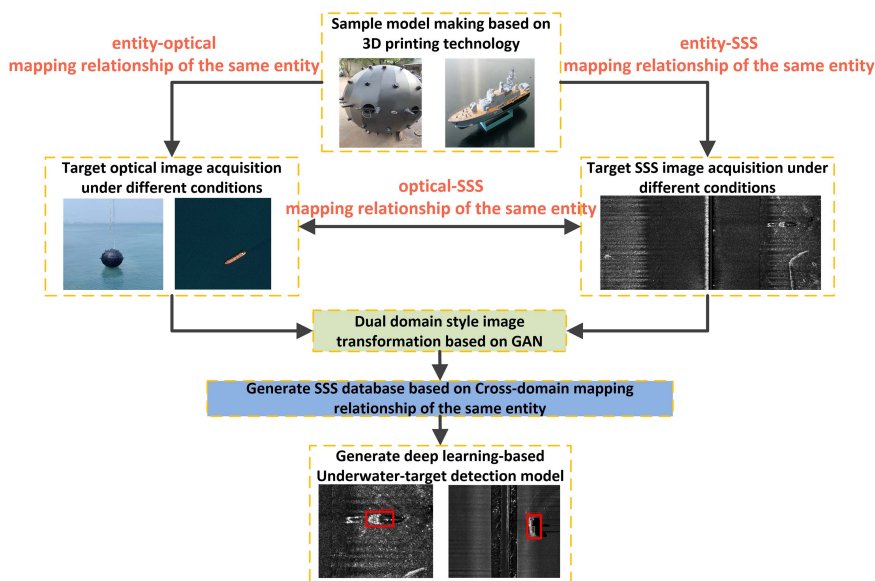 Sample model making based on
3D printing technology
entity-optical
mapping relationship of the same entity
entity-SSS
mapping relationship of the same entity
Target optical image acquisition
under different conditions
optical-SSS
mapping relationship of the same entity
Target SSS image acquisition under
different conditions
Dual domain style image
transformation based on GAN
Generate SSS database based on Cross-domain mapping
relationship of the same entity
Generate deep learning-based
Underwater-target detection model